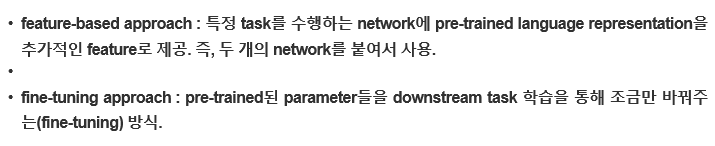 • feature-based approach : 특정 task를 수행하는 network에 pre-trained language representation을
추가적인 feature로 제공. 즉, 두 개의 network를 붙여서 사용.
•
• fine-tuning approach : pre-trained된 parameter들을 downstream task 학습을 통해 조금만 바꿔주
는(fine-tuning) 방식.